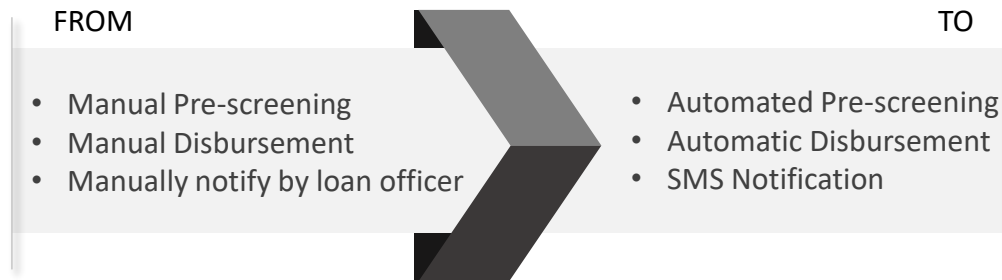 FROM
TO
• Manual Pre-screening
• Manual Disbursement
• Manually notify by loan officer
• Automated Pre-screening
• Automatic Disbursement
• SMS Notification